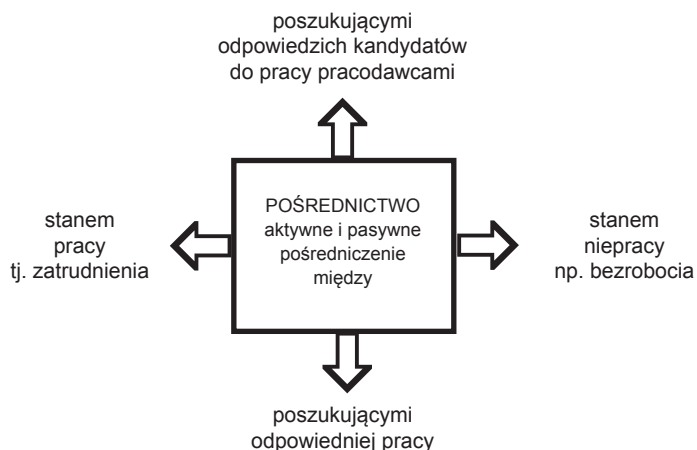 poszukującymi
odpowiedzich kandydatów
do pracy pracodawcami
POŚREDNICTWO
aktywne i pasywne
pośredniczenie
między
stanem
pracy
tj. zatrudnienia
stanem
niepracy
np. bezrobocia
poszukującymi
odpowiedniej pracy